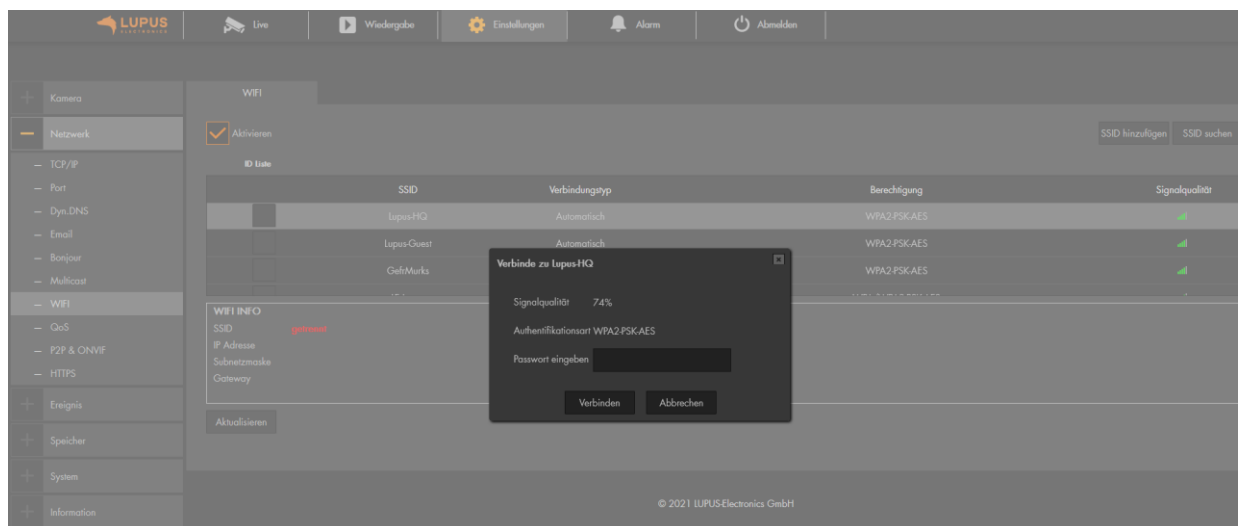 LUPUS
ELECTRONICS
Live
Wiedergabe
Einstellungen
Alarm
Abmelden
Kamera
WIFI
Netzwerk
Aktivieren
SSID hinzufügen
SSID suchen
TCP/IP
ID Liste
Port
SSID Verbindungstyp Berechtigung Signalqualität
Dyn.DNS
Lupus-HQ Automatisch WPA2-PSK-AES
Email
Lupus-Guest Automatisch WPA2-PSK-AES
Bonjour
GefrMurks WPA2-PSK-AES
Multicast
WIFI
QoS
P2P & ONVIF
HTTPS
Verbinde zu Lupus-HQ
Signalqualität 74%
Authentifikationsart WPA2-PSK-AES
Passwort eingeben
Verbinden Abbrechen
WIFI INFO
SSID getrennt
IP Adresse
Subnetzmaske
Gateway
Ereignis
Aktualisieren
Speicher
System
Information
© 2021 LUPUS-Electronics GmbH